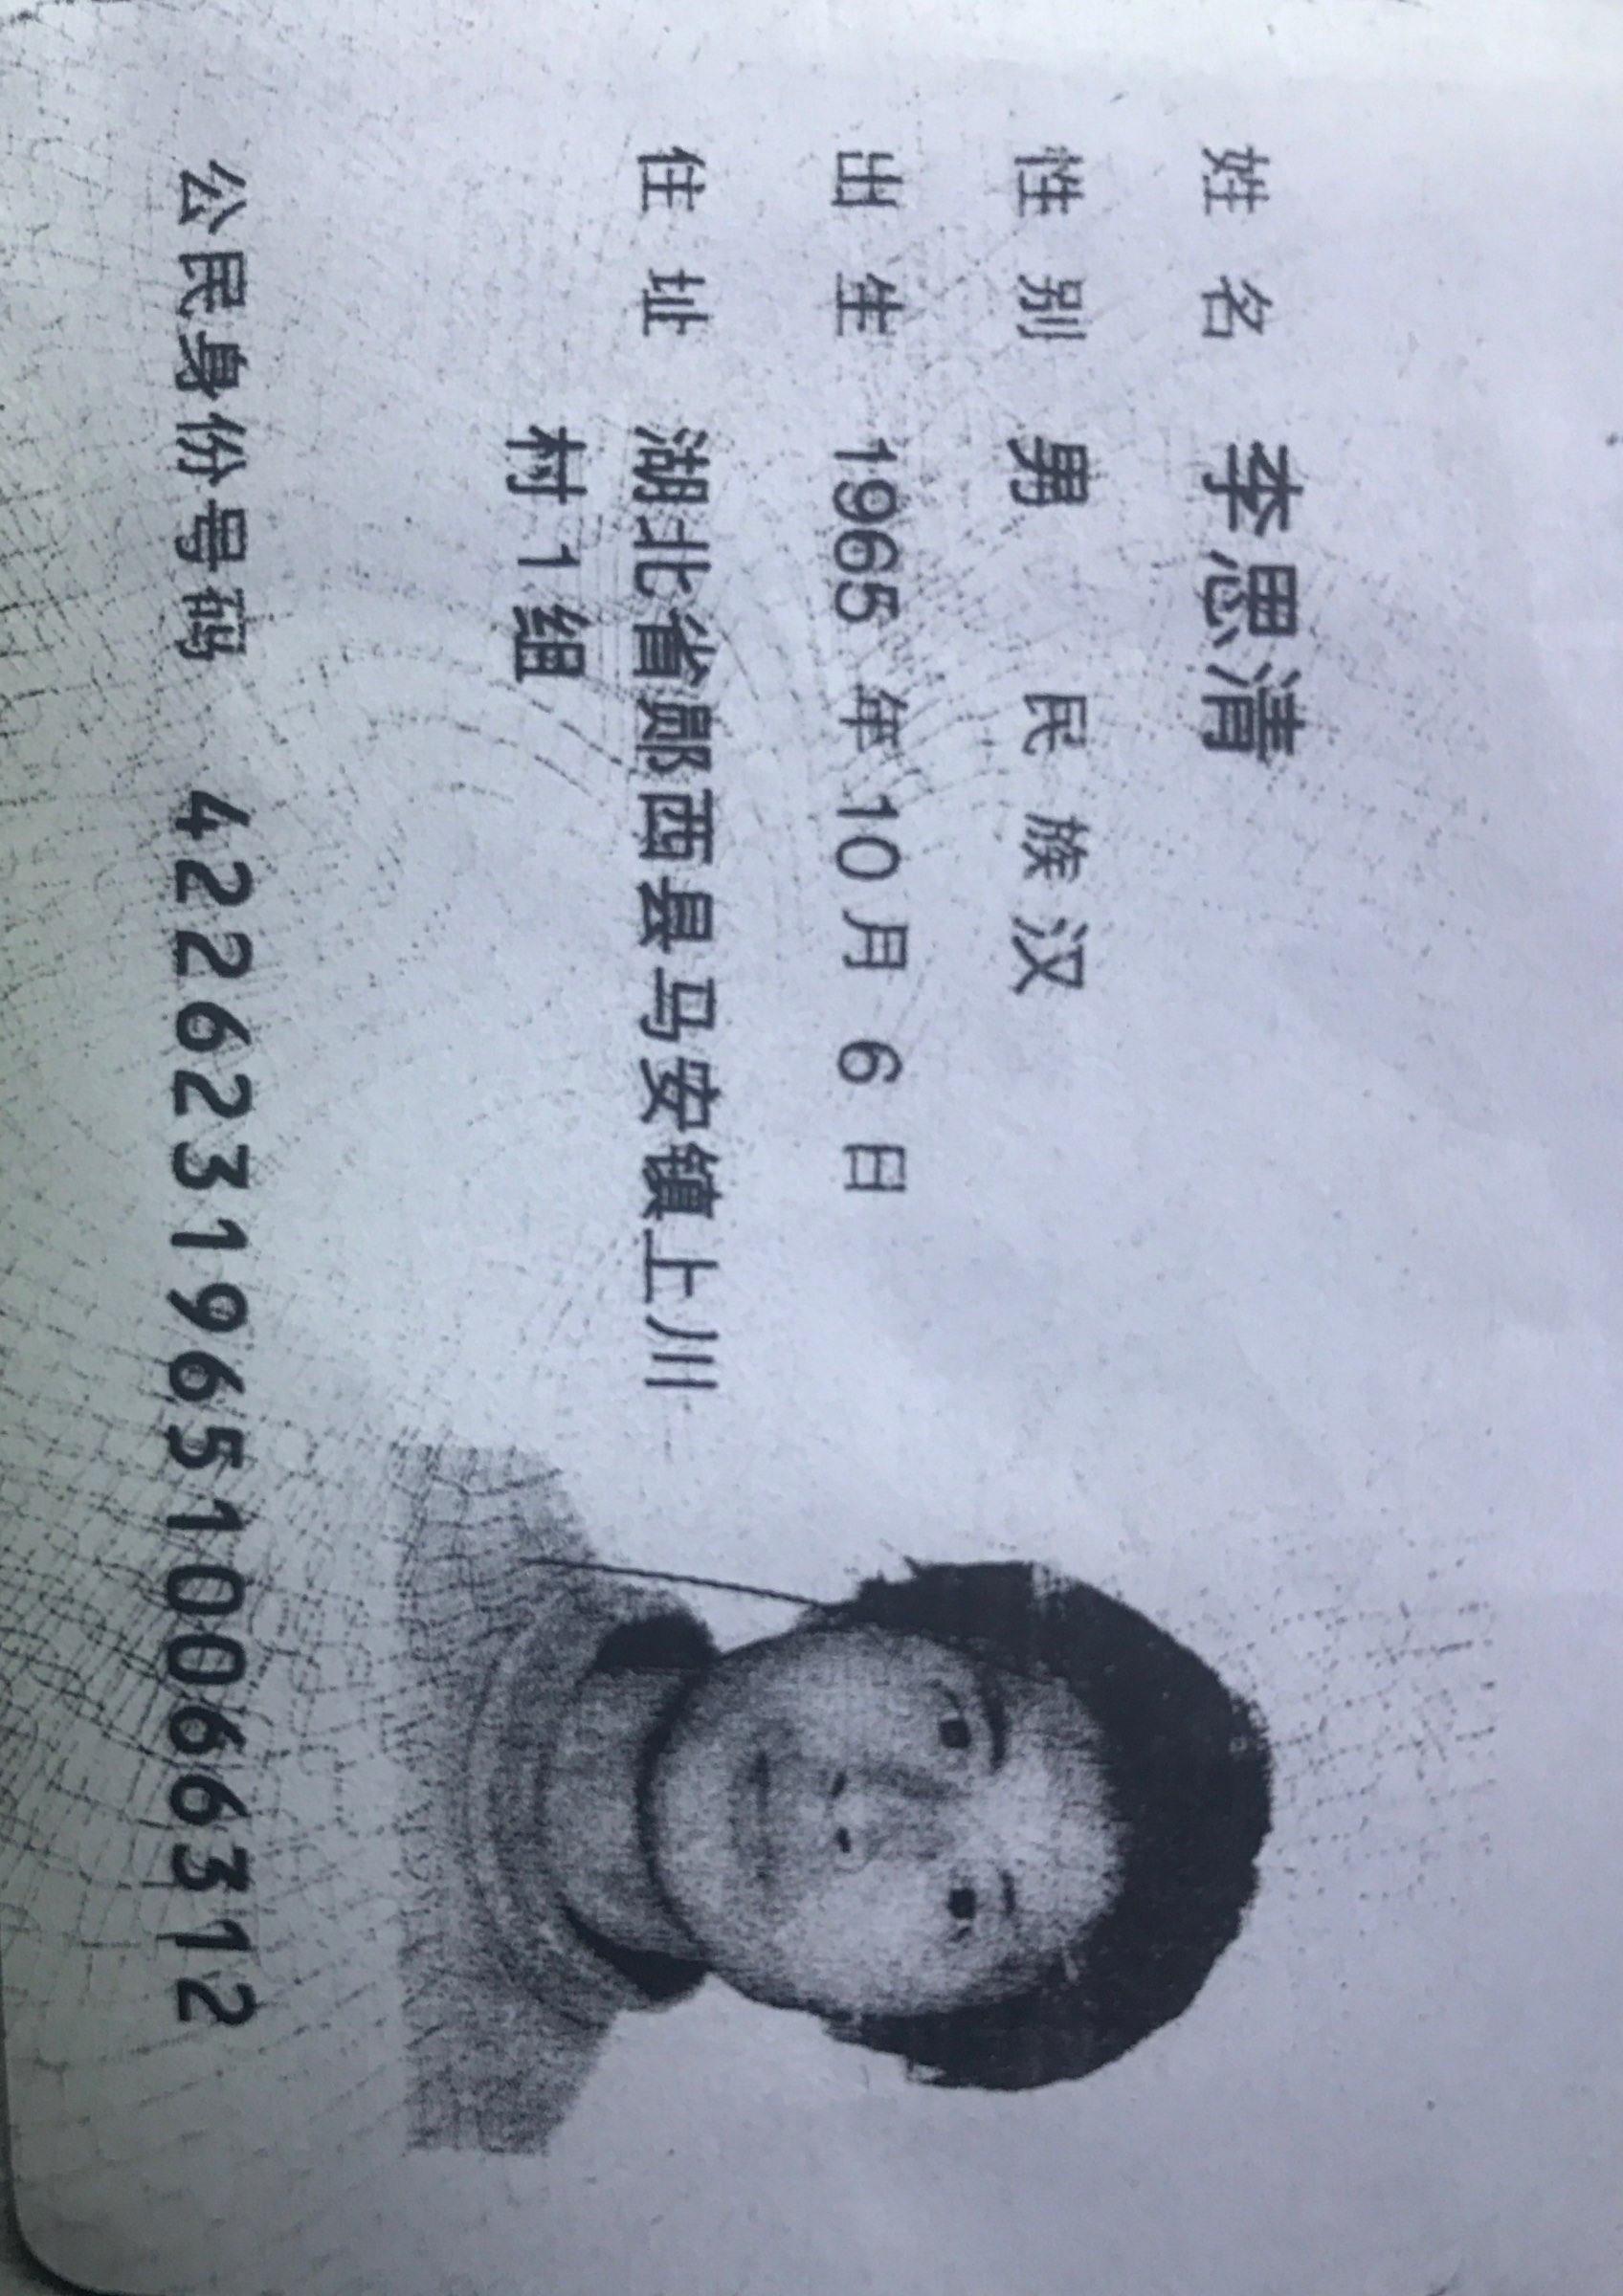 姓名 李思清
性别 男 民族 汉
出生 1965 年 10 月 6 日
住址 湖北省郧西县马安镇上川
村1组
公民身份号码 422623196510066312